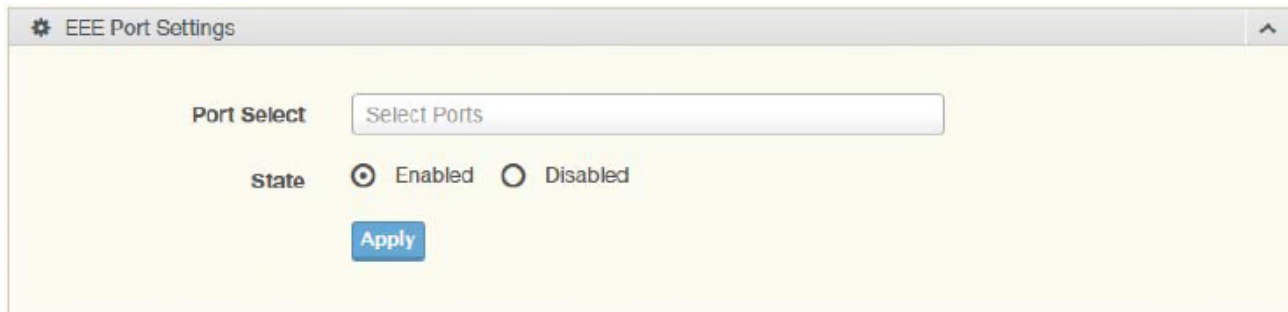 EEE Port Settings
Port Select Select Ports
State Enabled Disabled
Apply